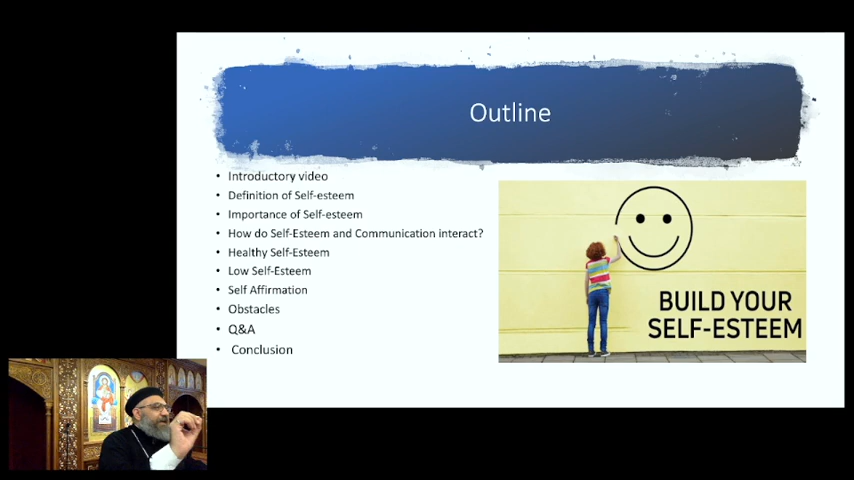 Outline
• Introductory video
• Definition of Self-esteem
• Importance of Self-esteem
• How do Self-Esteem and Communication interact?
• Healthy Self-Esteem
• Low Self-Esteem
• Self Affirmation
• Obstacles
• Q&A
• Conclusion
BUILD YOUR
SELF-ESTEEM